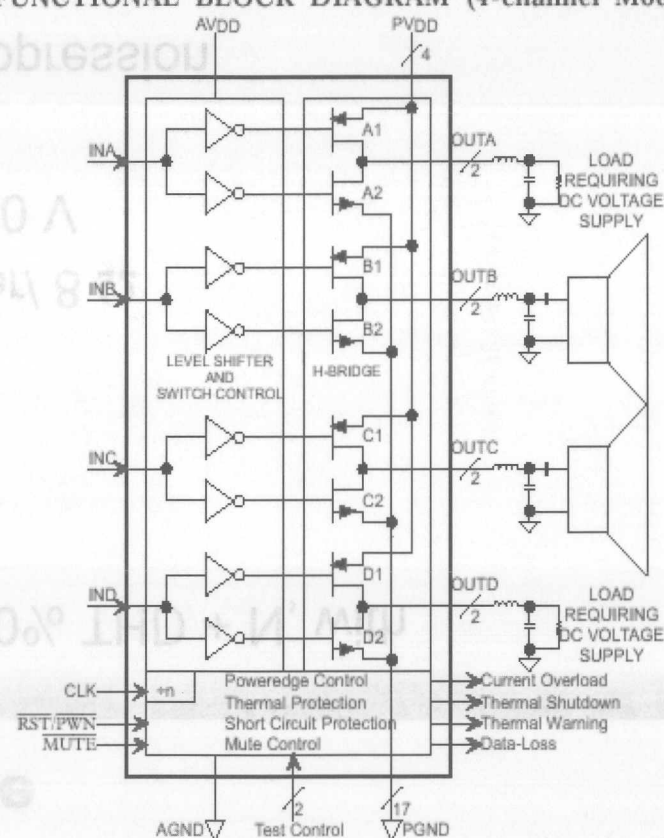 FUNCTIONAL BLOCK DIAGRAM (4-channel Mod
AVDD
PVDD
4
INA
A1
A2
OUTA
2
LOAD
REQUIRING
DC VOLTAGE
SUPPLY
INB
B1
B2
OUTB
2
LEVEL SHIFTER
AND
SWITCH CONTROL
H-BRIDGE
INC
C1
C2
OUTC
2
IND
D1
D2
OUTD
2
LOAD
REQUIRING
DC VOLTAGE
SUPPLY
CLK
÷n
Poweredge Control
Current Overload
Thermal Protection
Thermal Shutdown
RST/PWN
Short Circuit Protection
Thermal Warning
MUTE
Mute Control
Data-Loss
AGND
2
Test Control
17
PGND